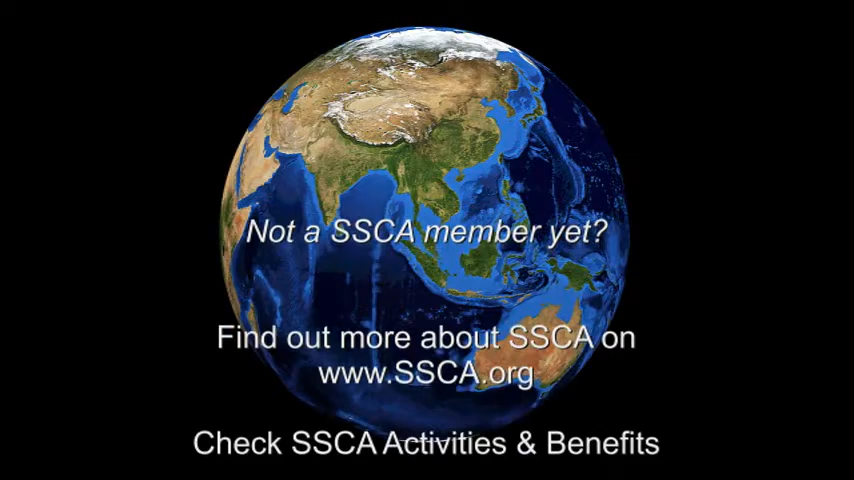 Not a SSCA member yet?
Find out more about SSCA on
www.SSCA.org
Check SSCA Activities & Benefits